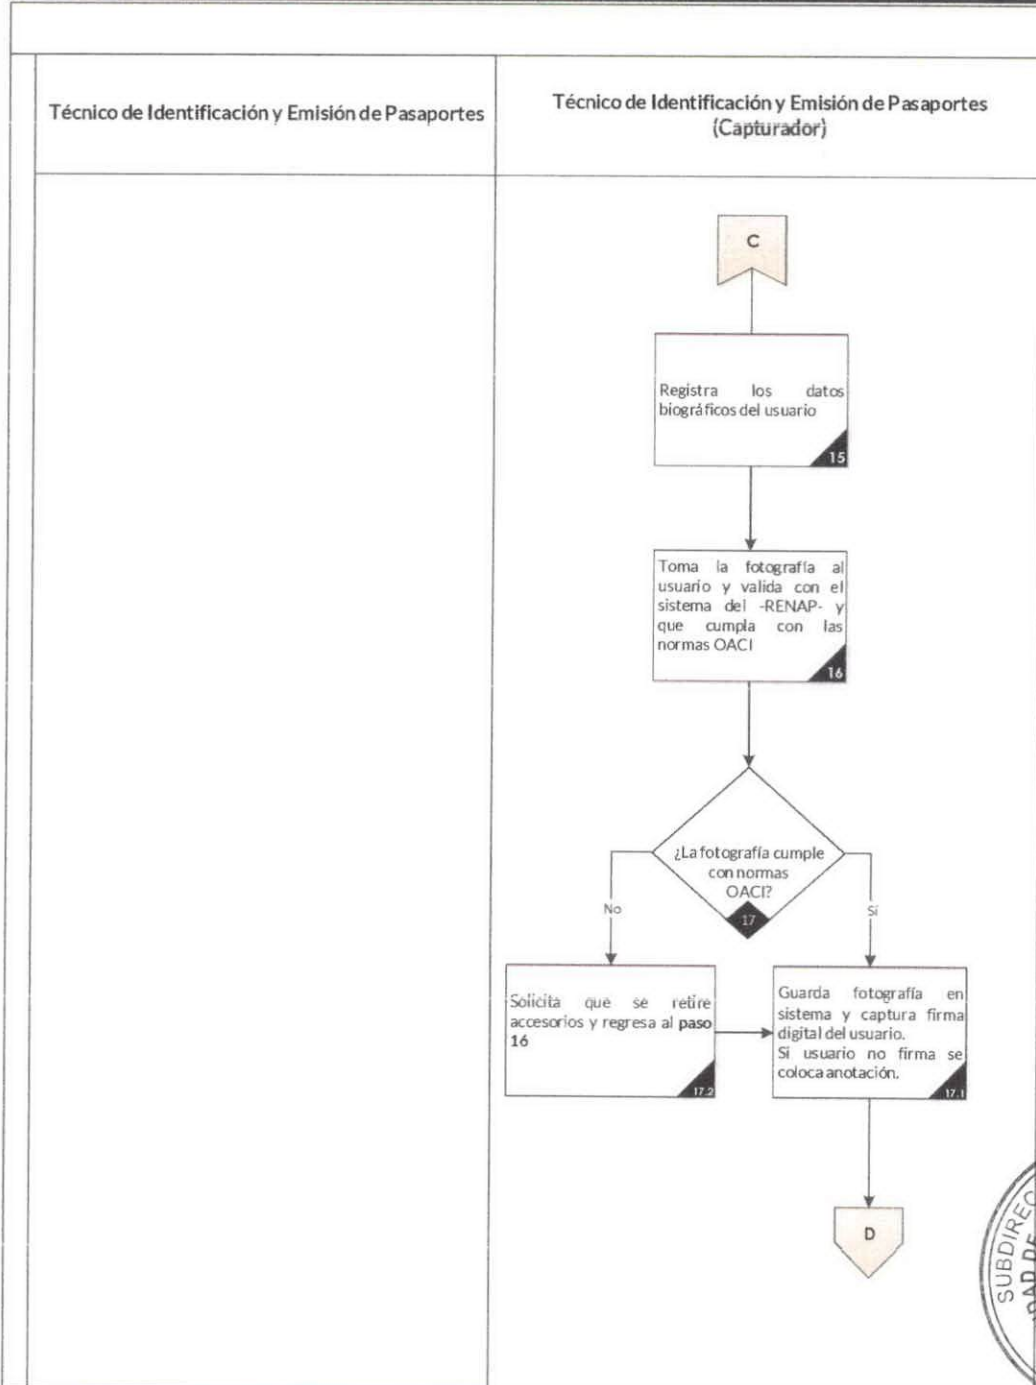 Técnico de Identificación y Emisión de Pasaportes
Técnico de Identificación y Emisión de Pasaportes
(Capturador)
C
Registra los datos
biográficos del usuario
15
Toma la fotografía al
usuario y valida con el
sistema del -RENAP- y
que cumpla con las
normas OACI
16
¿La fotografía cumple
con normas
OACI?
17
No
Sí
Solicita que se retire
accesorios y regresa al paso
16
17.2
Guarda fotografía en
sistema y captura firma
digital del usuario.
Si usuario no firma se
coloca anotación.
17.1
D
SUBDIREC
DAD DE